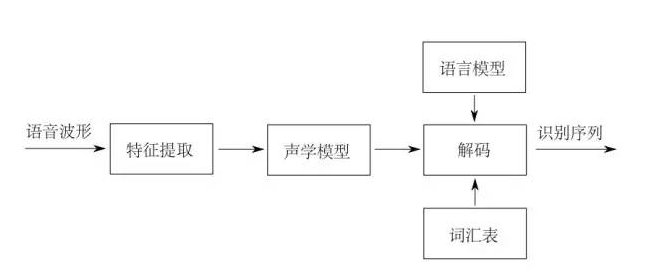 语言模型
语音波形
特征提取
声学模型
解码
识别序列
词汇表